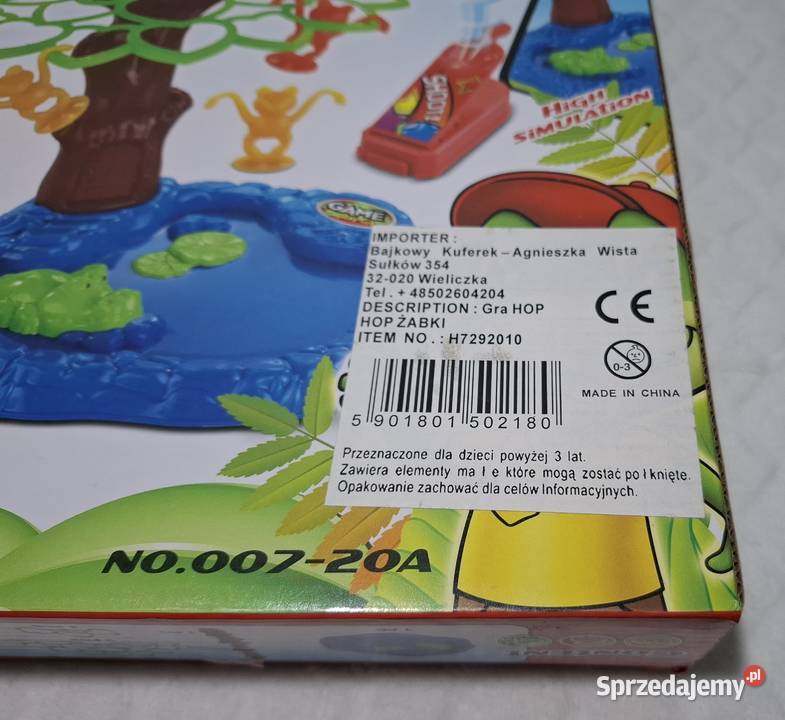 SHOOT
HIGH
SIMULATION
GAME
IMPORTER :
Bajkowy Kuferek – Agnieszka Wista
Sułków 354
32-020 Wieliczka
Tel. + 48502604204
DESCRIPTION : Gra HOP
HOP ŻABKI
ITEM NO. : H7292010
CE
0-3
MADE IN CHINA
5 901801 502180
Przeznaczone dla dzieci powyżej 3 lat.
Zawiera elementy ma ł e które mogą zostać po ł knięte.
Opakowanie zachować dla celów Informacyjnych.
NO.007-20A
Sprzedajemy.pl